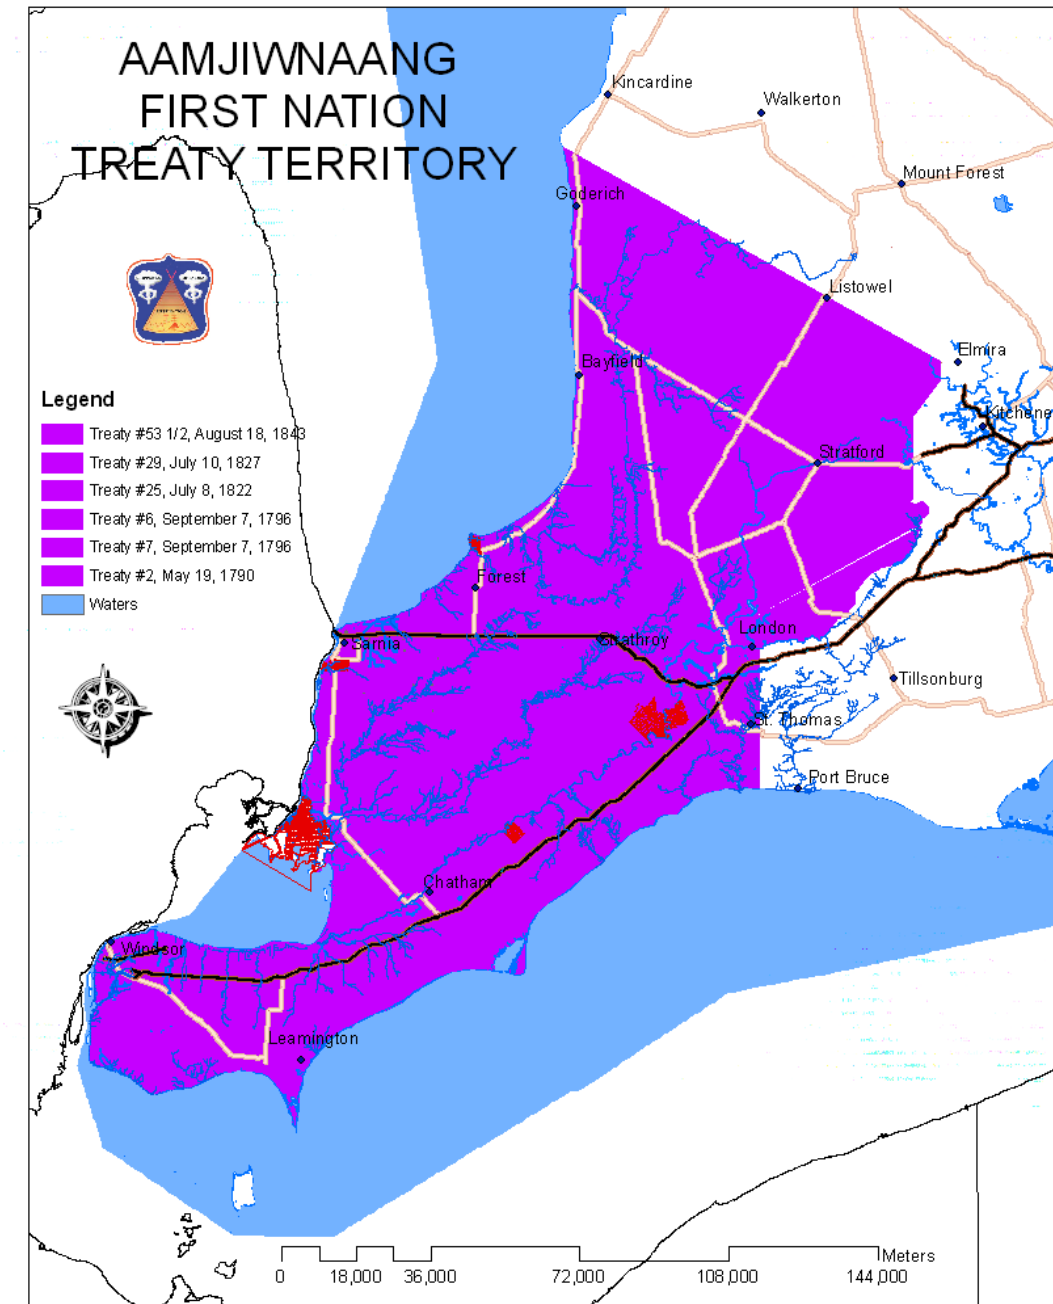 AAMJIWNAANG
FIRST NATION
TREATY TERRITORY
Kincardine
Walkerton
Mount Forest
Goderich
Listowel
Elmira
Bayfield
Kitchene
Stratford
Legend
Treaty #53 1/2, August 18, 1843
Treaty #29, July 10, 1827
Treaty #25, July 8, 1822
Treaty #6, September 7, 1796
Treaty #7, September 7, 1796
Treaty #2, May 19, 1790
Waters
Forest
Sarnia
Strathroy
London
Tillsonburg
St. Thomas
Port Bruce
Chatham
Windsor
Leamington
Meters
0 18,000 36,000 72,000 108,000 144,000